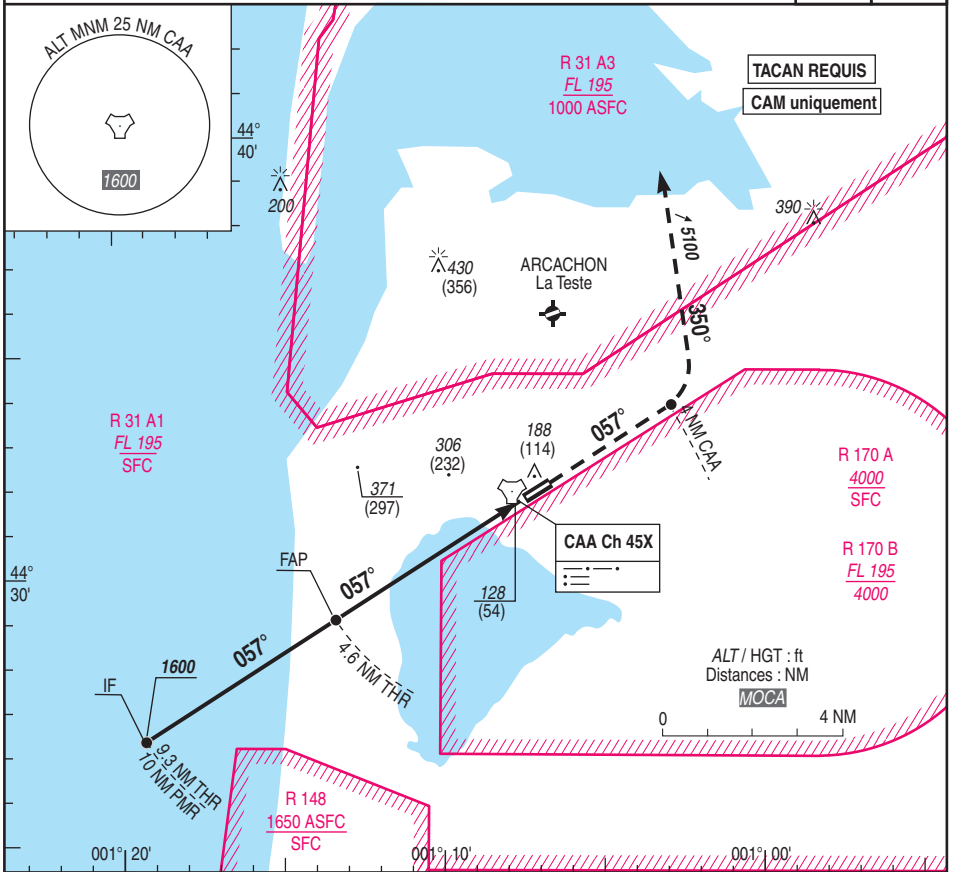 ALT MNM 25 NM CAA
1600
44°
40'
200
R 31 A3
FL 195
1000 ASFC
TACAN REQUIS
CAM uniquement
390
430
(356)
ARCACHON
La Teste
5100
350°
R 31 A1
FL 195
SFC
306
(232)
371
(297)
188
(114)
057°
4 NM CAA
R 170 A
4000
SFC
R 170 B
FL 195
4000
CAA Ch 45X
128
(54)
44°
30'
FAP
057°
4.6 NM THR
057°
1600
IF
9.3 NM THR
10 NM PMR
ALT / HGT : ft
Distances : NM
MOCA
0 4 NM
R 148
1650 ASFC
SFC
001° 20'
001° 10'
001° 00'